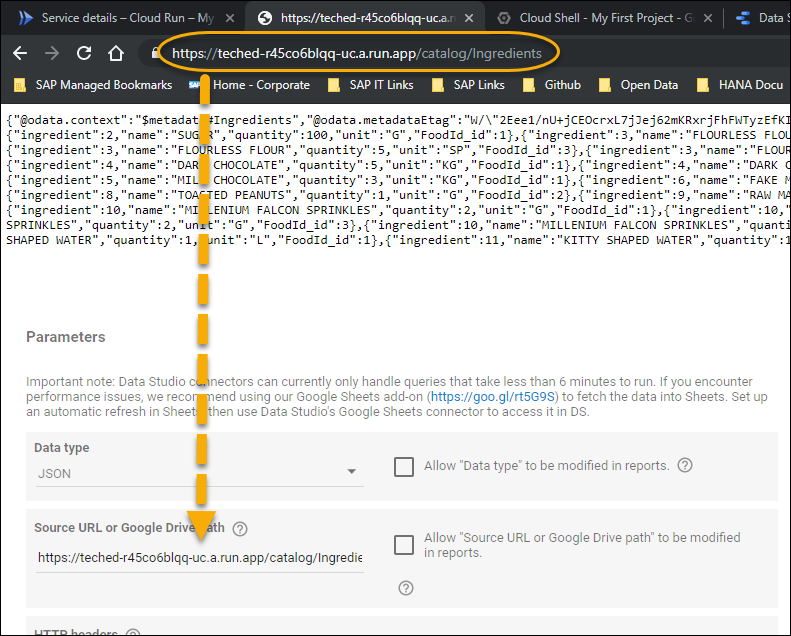 Service details – Cloud Run – My
https://teched-r45co6blqq-uc.a.ru
Cloud Shell - My First Project - G
Data S
https://teched-r45co6blqq-uc.a.run.app/catalog/Ingredients
SAP Managed Bookmarks
Home - Corporate
SAP IT Links
SAP Links
Github
Open Data
HANA Docu
{"@odata.context":"$metadata#Ingredients","@odata.metadataEtag":"W/\"2Eee1/nU+jCEOcrxL7jJej62mKRxrjFhFWTyzEfKI
{"ingredient":2,"name":"SUGAR","quantity":100,"unit":"G","FoodId_id":1},{"ingredient":3,"name":"FLOURLESS FLOU
{"ingredient":3,"name":"FLOURLESS FLOUR","quantity":5,"unit":"SP","FoodId_id":3},{"ingredient":3,"name":"FLOUR
{"ingredient":4,"name":"DARK CHOCOLATE","quantity":5,"unit":"KG","FoodId_id":1},{"ingredient":4,"name":"DARK C
{"ingredient":5,"name":"MILK CHOCOLATE","quantity":3,"unit":"KG","FoodId_id":1},{"ingredient":6,"name":"FAKE M
{"ingredient":8,"name":"TOASTED PEANUTS","quantity":1,"unit":"G","FoodId_id":2},{"ingredient":9,"name":"RAW MA
{"ingredient":10,"name":"MILLENIUM FALCON SPRINKLES","quantity":2,"unit":"G","FoodId_id":1},{"ingredient":10,"
SPRINKLES","quantity":2,"unit":"G","FoodId_id":3},{"ingredient":10,"name":"MILLENIUM FALCON SPRINKLES","quanti
SHAPED WATER","quantity":1,"unit":"L","FoodId_id":1},{"ingredient":11,"name":"KITTY SHAPED WATER","quantity":1
Parameters
Important note: Data Studio connectors can currently only handle queries that take less than 6 minutes to run. If you encounter
performance issues, we recommend using our Google Sheets add-on (https://goo.gl/rt5G9S) to fetch the data into Sheets. Set up
an automatic refresh in Sheets, then use Data Studio's Google Sheets connector to access it in DS.
Data type
JSON
Allow "Data type" to be modified in reports.
Source URL or Google Drive path
https://teched-r45co6blqq-uc.a.run.app/catalog/Ingredie
Allow "Source URL or Google Drive path" to be modified
in reports.
HTTP headers